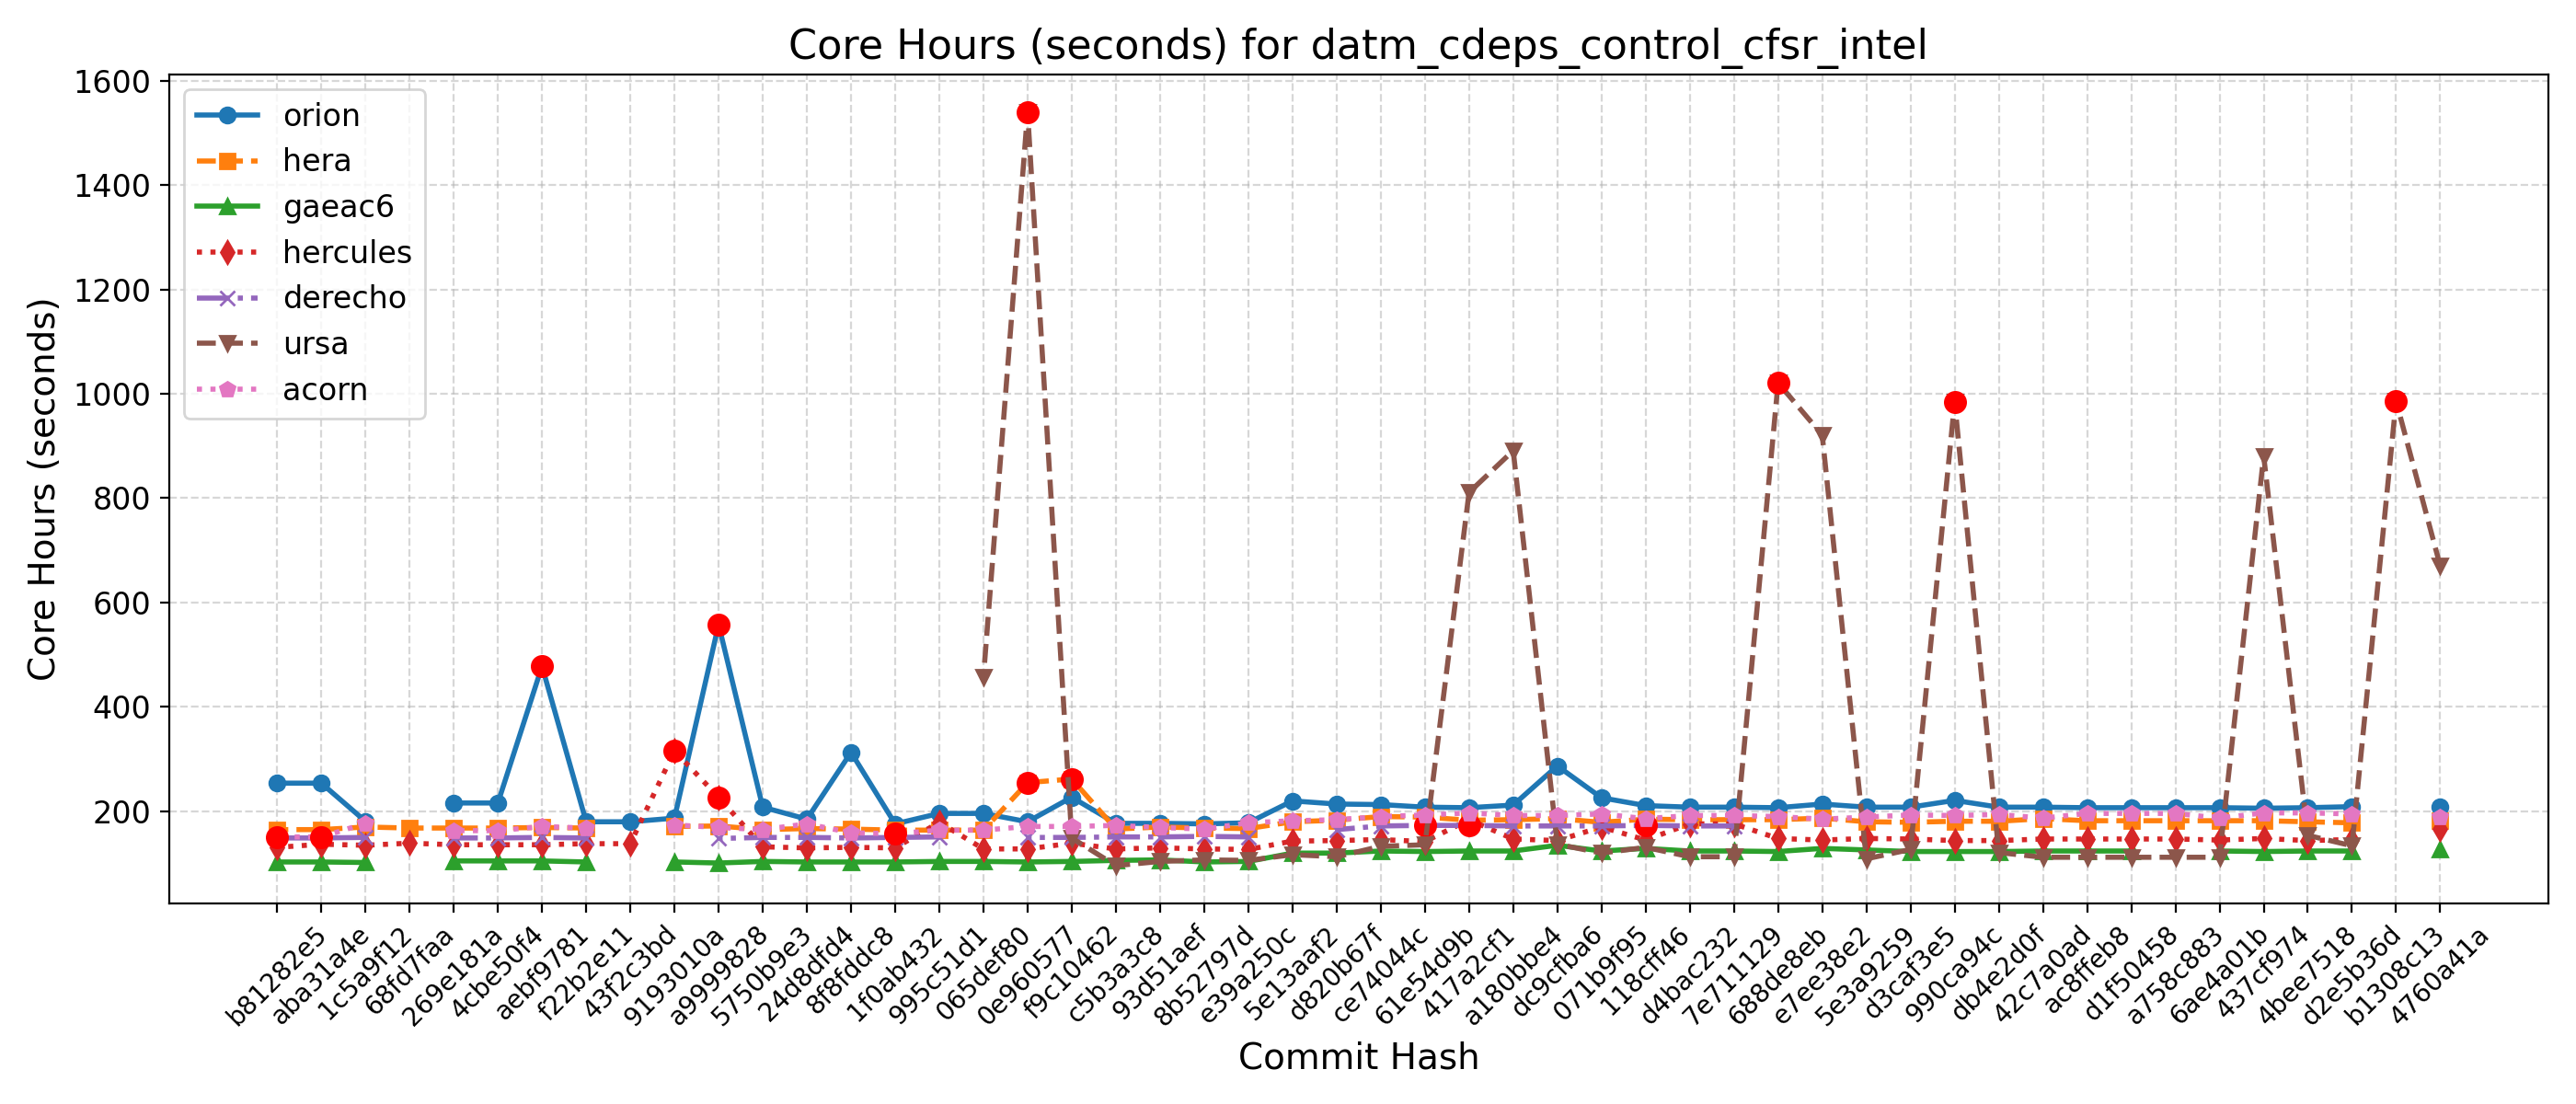 Core Hours (seconds) for datm_cdeps_control_cfsr_intel
Core Hours (seconds)
1600
1400
1200
1000
800
600
400
200
orion
hera
gaeac6
hercules
derecho
ursa
acorn
b81282e5
aba31a4e
1c5a9f12
68fd7faa
269e181a
4cbe50f4
aebf9781
f22b2e11
43f2c3bd
9193010a
a9999828
5750b9e3
24d8dfd4
8f8fddc8
1f0ab432
995c51d1
065def80
0e960577
f9c10462
c5b3a3c8
93d51aef
8b52797d
e39a250c
5e13aaf2
d820b67f
ce74044c
61e54d9b
417a2cf1
a180bbe4
dc9cfba6
071b9f95
118cff46
d4bac232
7e711129
688de8eb
e7ee38e2
5e3a9259
d3caf3e5
990ca94c
db4e2d0f
42c7a0ad
ac8ffeb8
d1f50458
a758c883
6ae4a01b
437cf974
4bee7518
d2e5b36d
b1308c13
4760a41a
Commit Hash